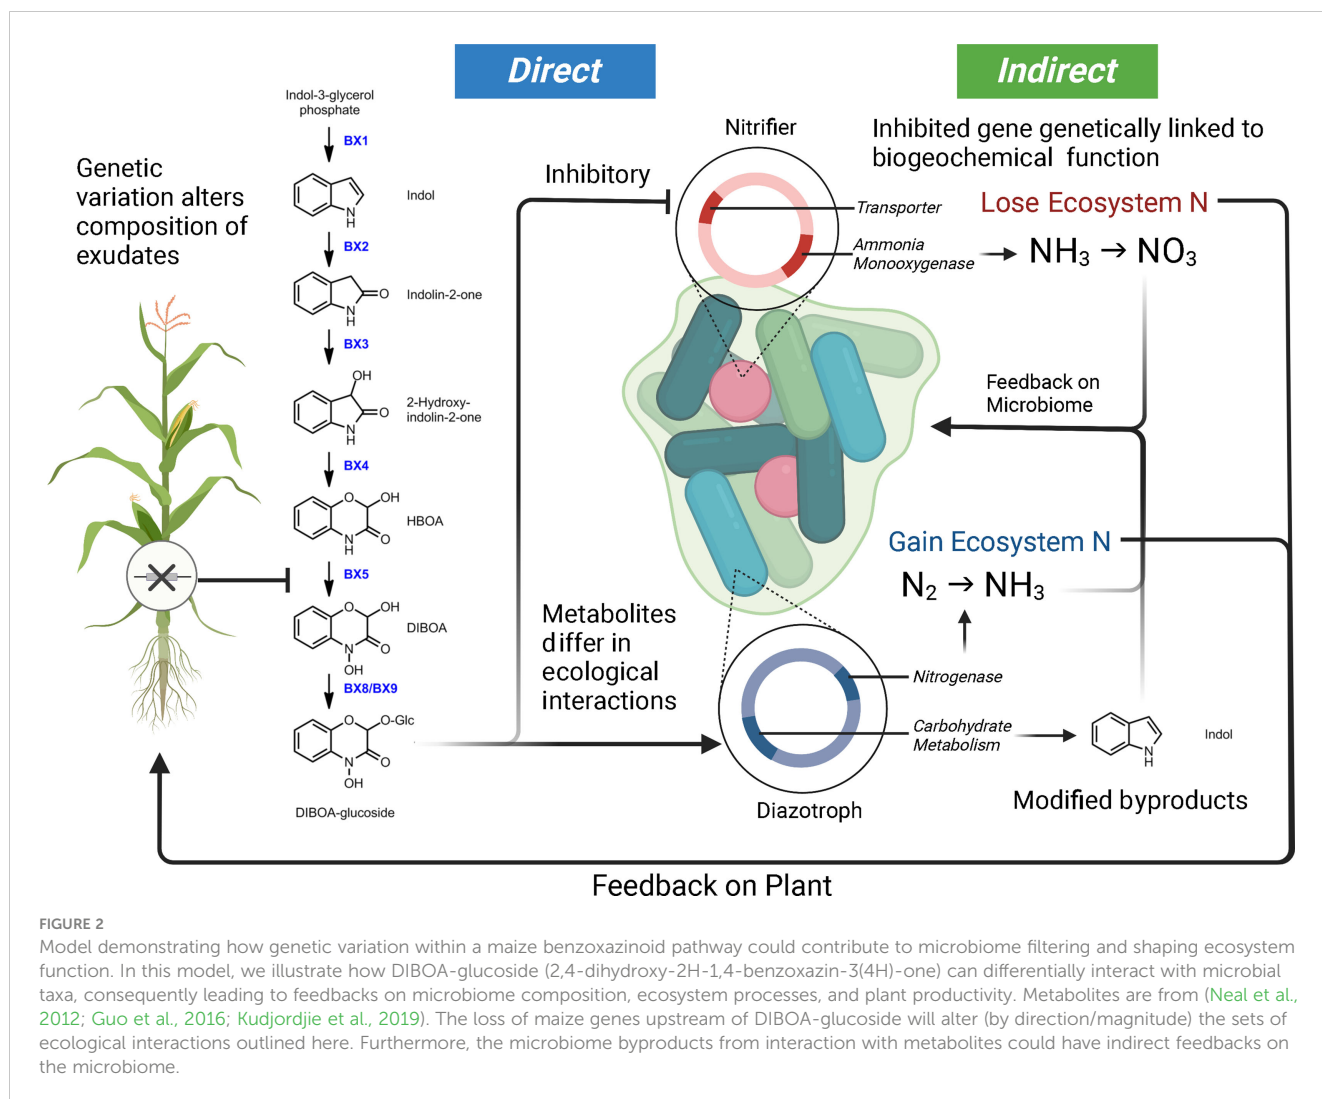 Direct
Indirect
Genetic
variation alters
composition of
exudates
Indol-3-glycerol
phosphate
BX1
Indol
N
H
BX2
Indolin-2-one
O
N
H
BX3
OH
2-Hydroxy-
indolin-2-one
O
N
H
BX4
O
OH
HBOA
N
H
O
BX5
O
OH
DIBOA
N
O
OH
BX8/BX9
O
O-Glc
N
O
OH
DIBOA-glucoside
Inhibitory
Nitrifier
Transporter
Ammonia
Monooxygenase
Inhibited gene genetically linked to
biogeochemical function
Lose Ecosystem N
NH3 → NO3
Feedback on
Microbiome
Gain Ecosystem N
N2 → NH3
Metabolites
differ in
ecological
interactions
Nitrogenase
Carbohydrate
Metabolism
Diazotroph
N
H
Indol
Modified byproducts
Feedback on Plant
FIGURE 2
Model demonstrating how genetic variation within a maize benzoxazinoid pathway could contribute to microbiome filtering and shaping ecosystem
function. In this model, we illustrate how DIBOA-glucoside (2,4-dihydroxy-2H-1,4-benzoxazin-3(4H)-one) can differentially interact with microbial
taxa, consequently leading to feedbacks on microbiome composition, ecosystem processes, and plant productivity. Metabolites are from (Neal et al.,
2012; Guo et al., 2016; Kudjordjie et al., 2019). The loss of maize genes upstream of DIBOA-glucoside will alter (by direction/magnitude) the sets of
ecological interactions outlined here. Furthermore, the microbiome byproducts from interaction with metabolites could have indirect feedbacks on
the microbiome.